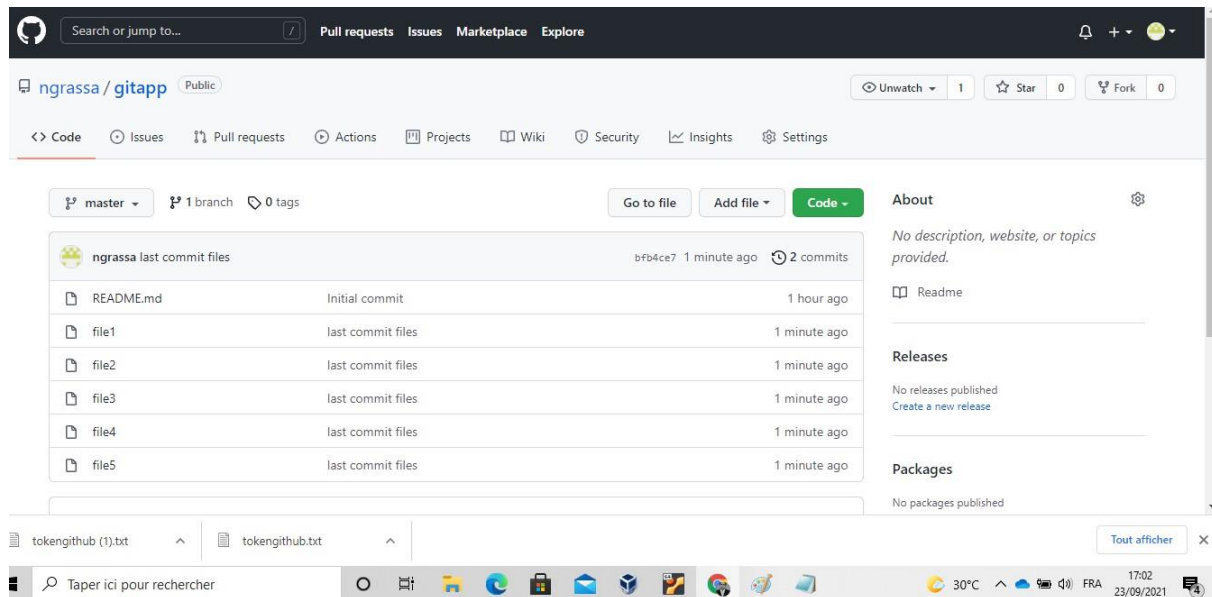 Search or jump to... / Pull requests Issues Marketplace Explore
ngrassa / gitapp Public Unwatch 1 Star 0 Fork 0
Code Issues Pull requests Actions Projects Wiki Security Insights Settings
master 1 branch 0 tags Go to file Add file Code
ngrassa last commit files bfb4ce7 1 minute ago 2 commits
README.md Initial commit 1 hour ago
file1 last commit files 1 minute ago
file2 last commit files 1 minute ago
file3 last commit files 1 minute ago
file4 last commit files 1 minute ago
file5 last commit files 1 minute ago
About
No description, website, or topics
provided.
Readme
Releases
No releases published
Create a new release
Packages
No packages published
tokengithub (1).txt tokengithub.txt Tout afficher
Taper ici pour rechercher 30°C FRA 17:02
23/09/2021 4